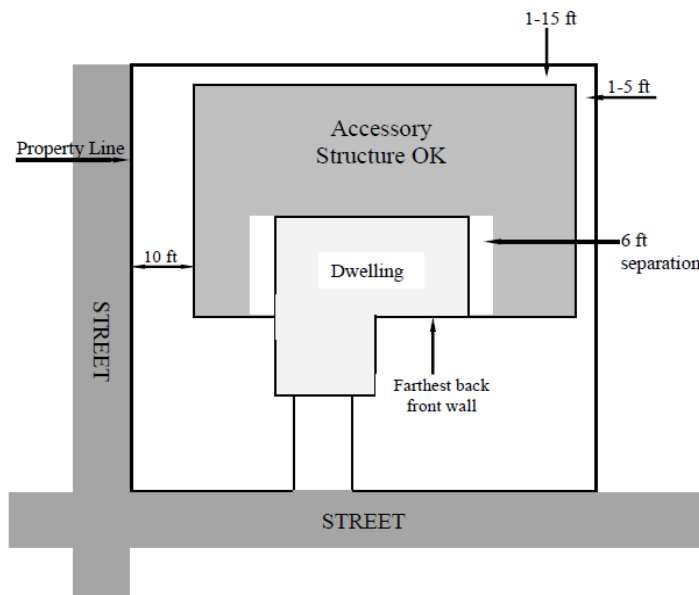 1-15 ft
1-5 ft
Accessory
Structure OK
Property Line
6 ft
separation
10 ft
Dwelling
STREET
Farthest back
front wall
STREET